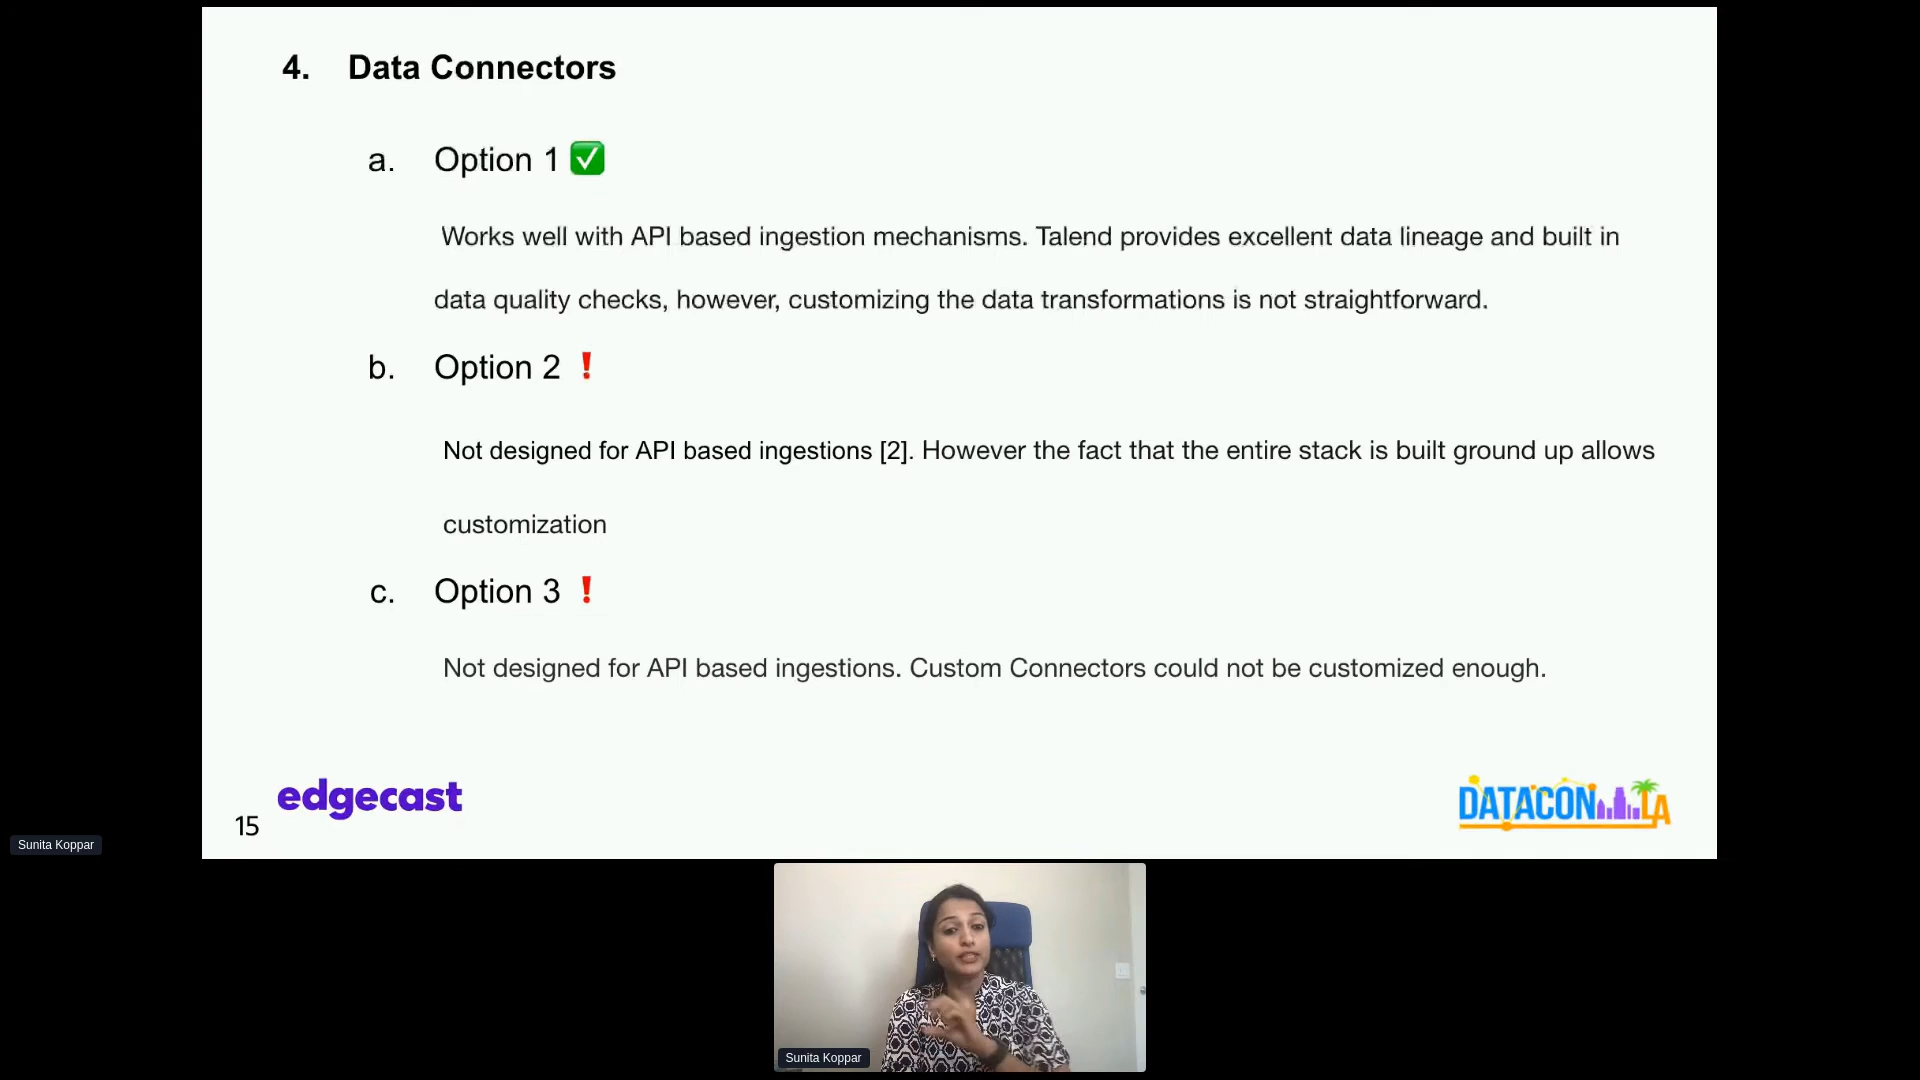 4. Data Connectors
a. Option 1 ✅
Works well with API based ingestion mechanisms. Talend provides excellent data lineage and built in
data quality checks, however, customizing the data transformations is not straightforward.
b. Option 2 ❗
Not designed for API based ingestions [2]. However the fact that the entire stack is built ground up allows
customization
c. Option 3 ❗
Not designed for API based ingestions. Custom Connectors could not be customized enough.
edgecast
DATACON LA
15
Sunita Koppar
Sunita Koppar